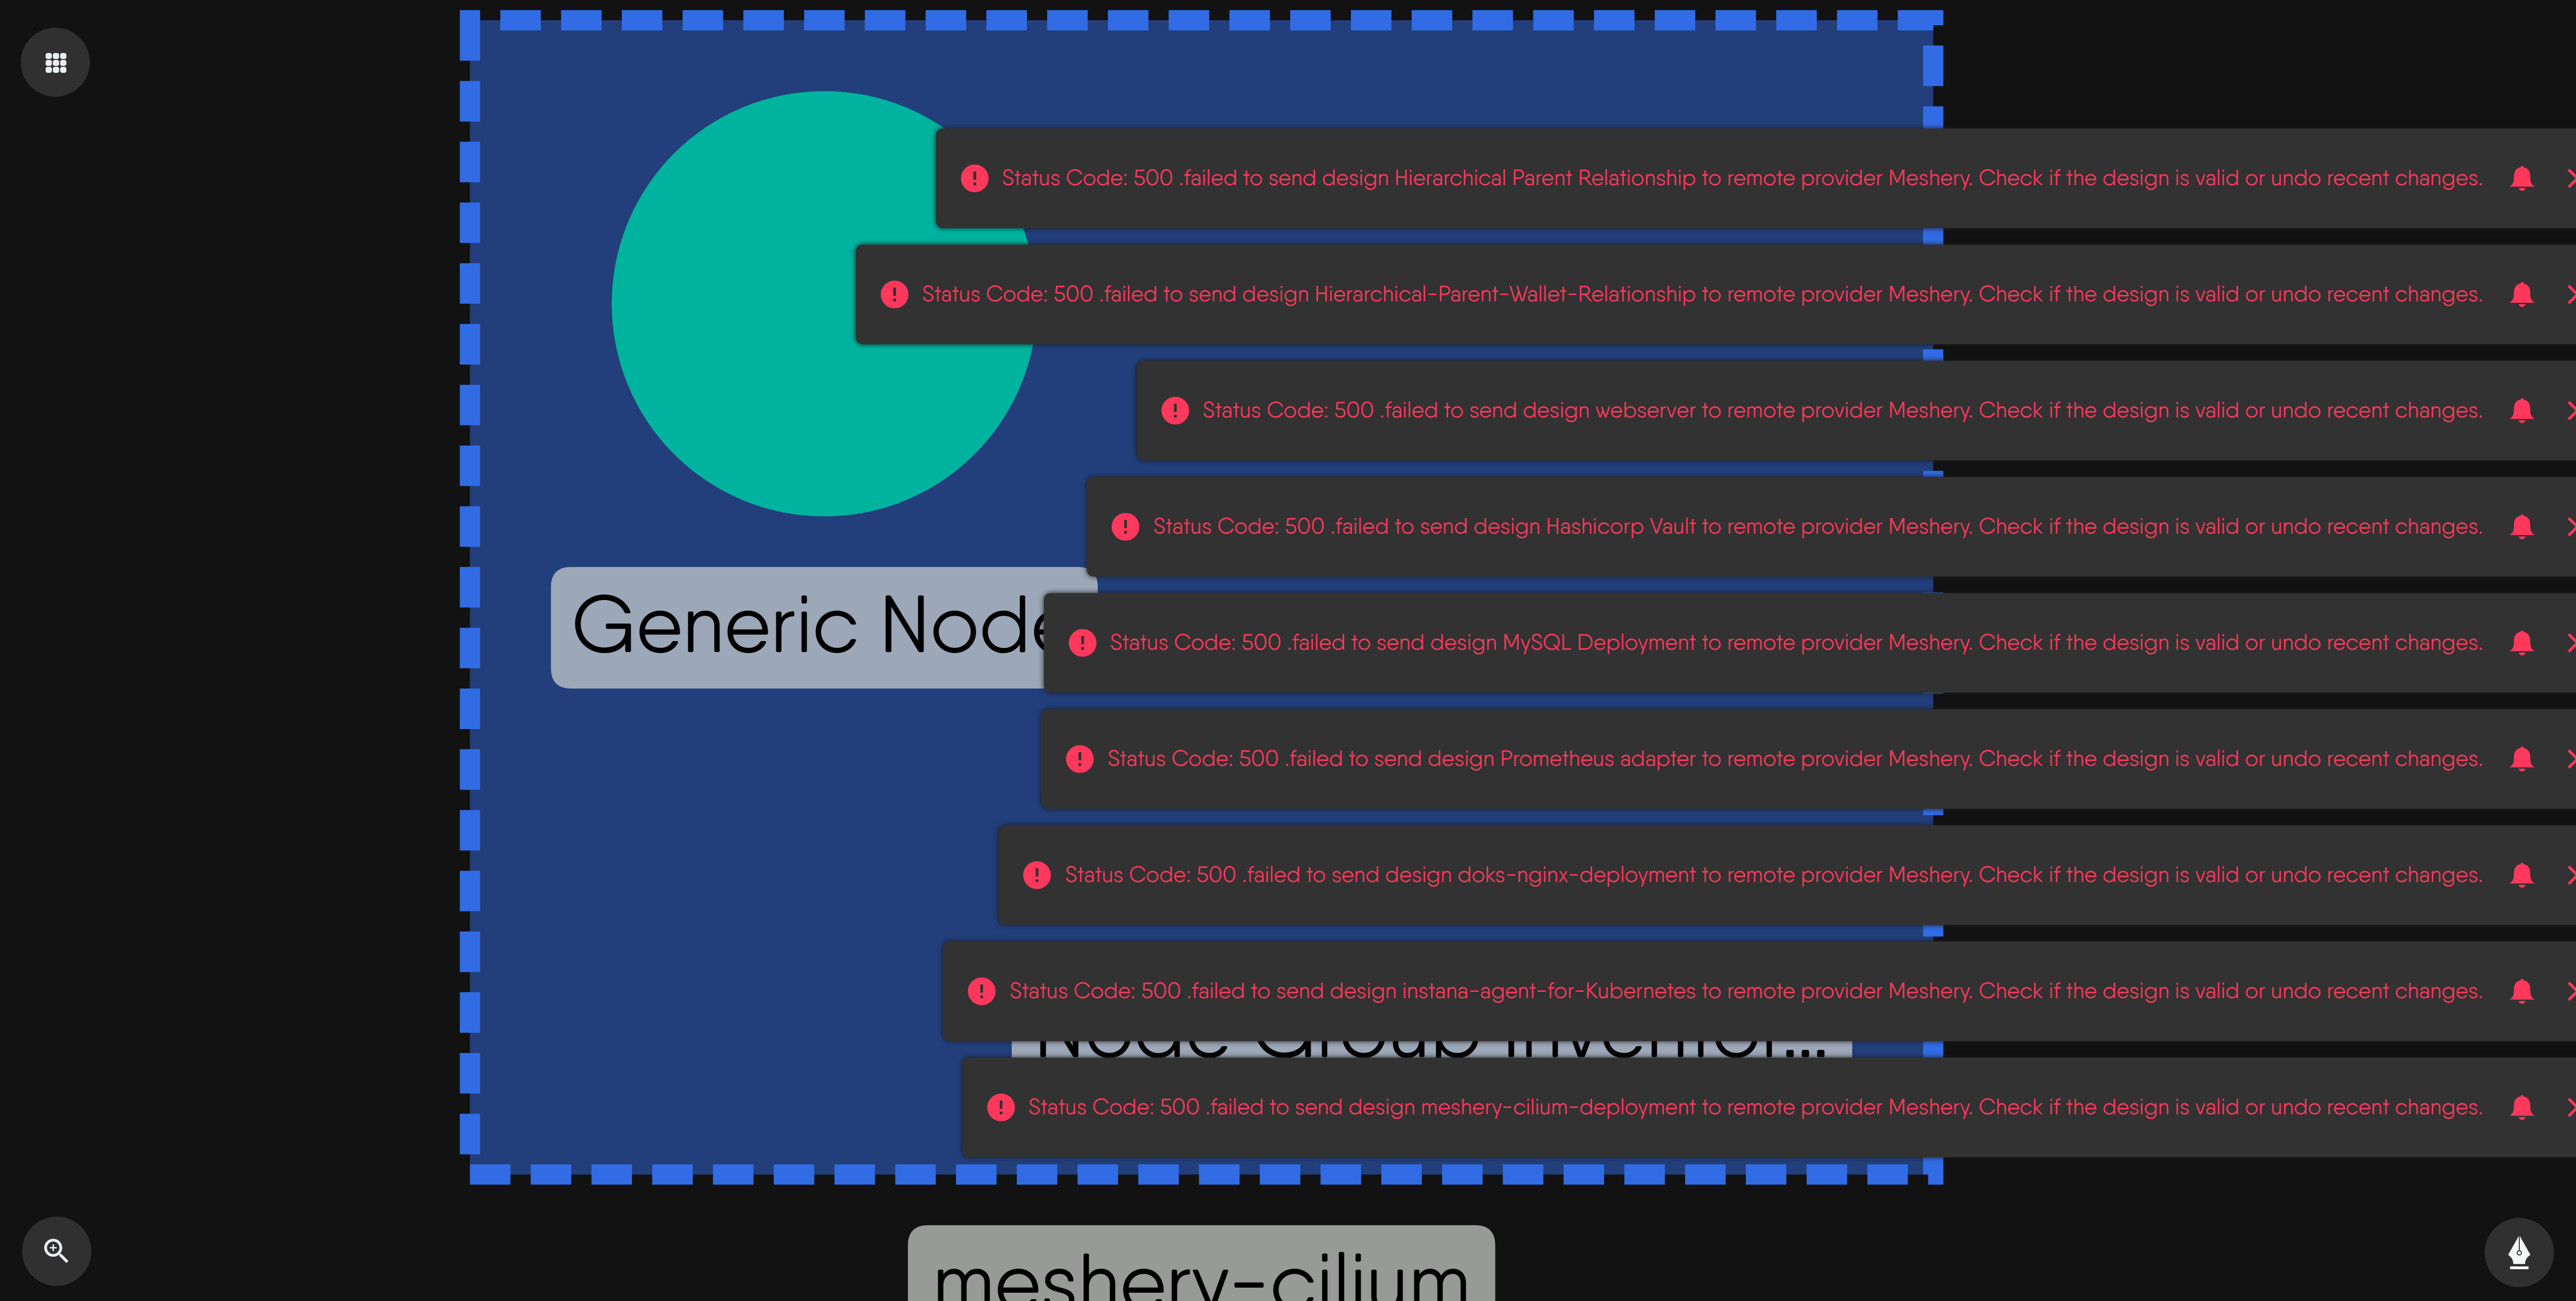 Status Code: 500 .failed to send design Hierarchical Parent Relationship to remote provider Meshery. Check if the design is valid or undo recent changes.
Status Code: 500 .failed to send design Hierarchical-Parent-Wallet-Relationship to remote provider Meshery. Check if the design is valid or undo recent changes.
Status Code: 500 .failed to send design webserver to remote provider Meshery. Check if the design is valid or undo recent changes.
Status Code: 500 .failed to send design Hashicorp Vault to remote provider Meshery. Check if the design is valid or undo recent changes.
Generic Node
Status Code: 500 .failed to send design MySQL Deployment to remote provider Meshery. Check if the design is valid or undo recent changes.
Status Code: 500 .failed to send design Prometheus adapter to remote provider Meshery. Check if the design is valid or undo recent changes.
Status Code: 500 .failed to send design doks-nginx-deployment to remote provider Meshery. Check if the design is valid or undo recent changes.
Status Code: 500 .failed to send design instana-agent-for-Kubernetes to remote provider Meshery. Check if the design is valid or undo recent changes.
Node Group
Status Code: 500 .failed to send design meshery-cilium-deployment to remote provider Meshery. Check if the design is valid or undo recent changes.
meshery-cilium